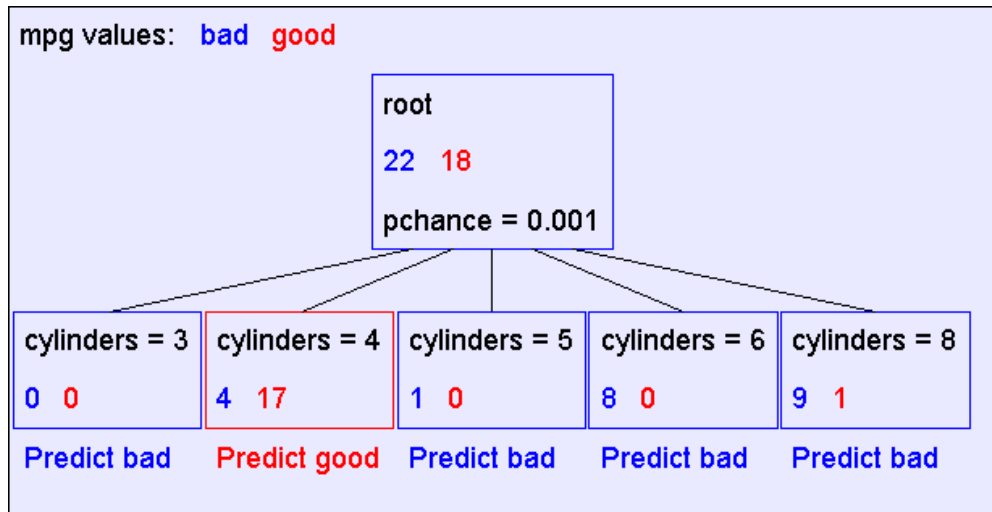 mpg values: bad good
root
22 18
pchance = 0.001
cylinders = 3
0 0
Predict bad
cylinders = 4
4 17
Predict good
cylinders = 5
1 0
Predict bad
cylinders = 6
8 0
Predict bad
cylinders = 8
9 1
Predict bad